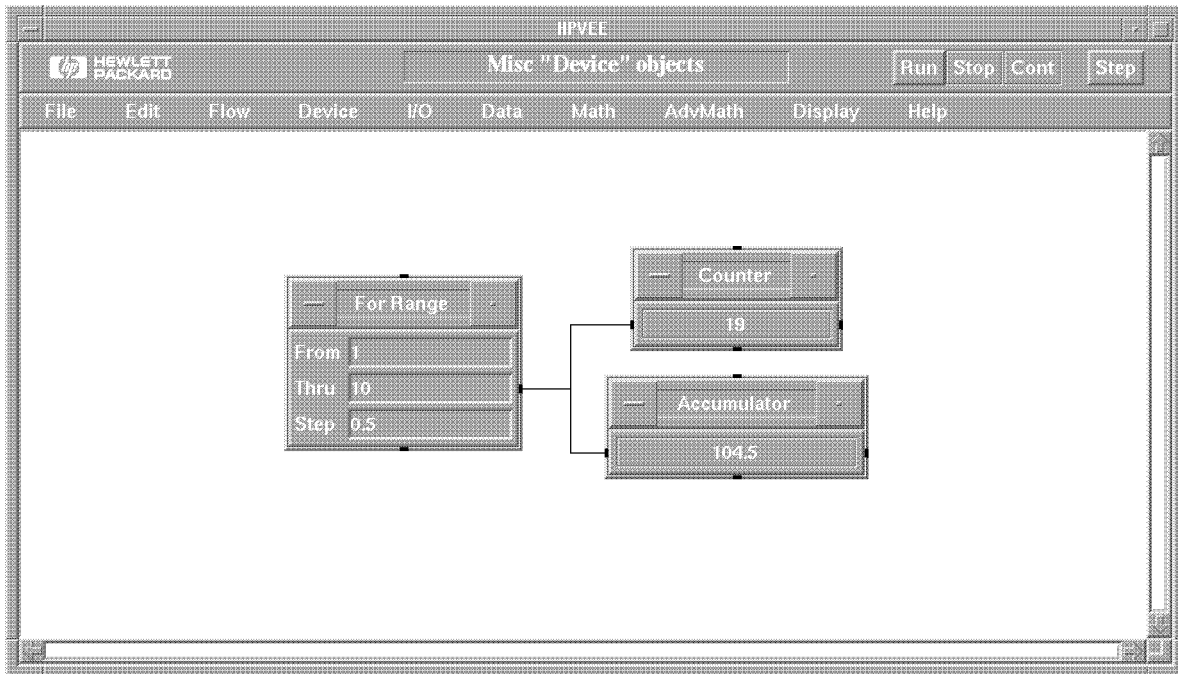 HPVEE
hp HEWLETT PACKARD
Misc "Device" objects
Run Stop Cont Step
File Edit Flow Device I/O Data Math AdvMath Display Help
For Range
From 1
Thru 10
Step 0.5
Counter
19
Accumulator
104.5